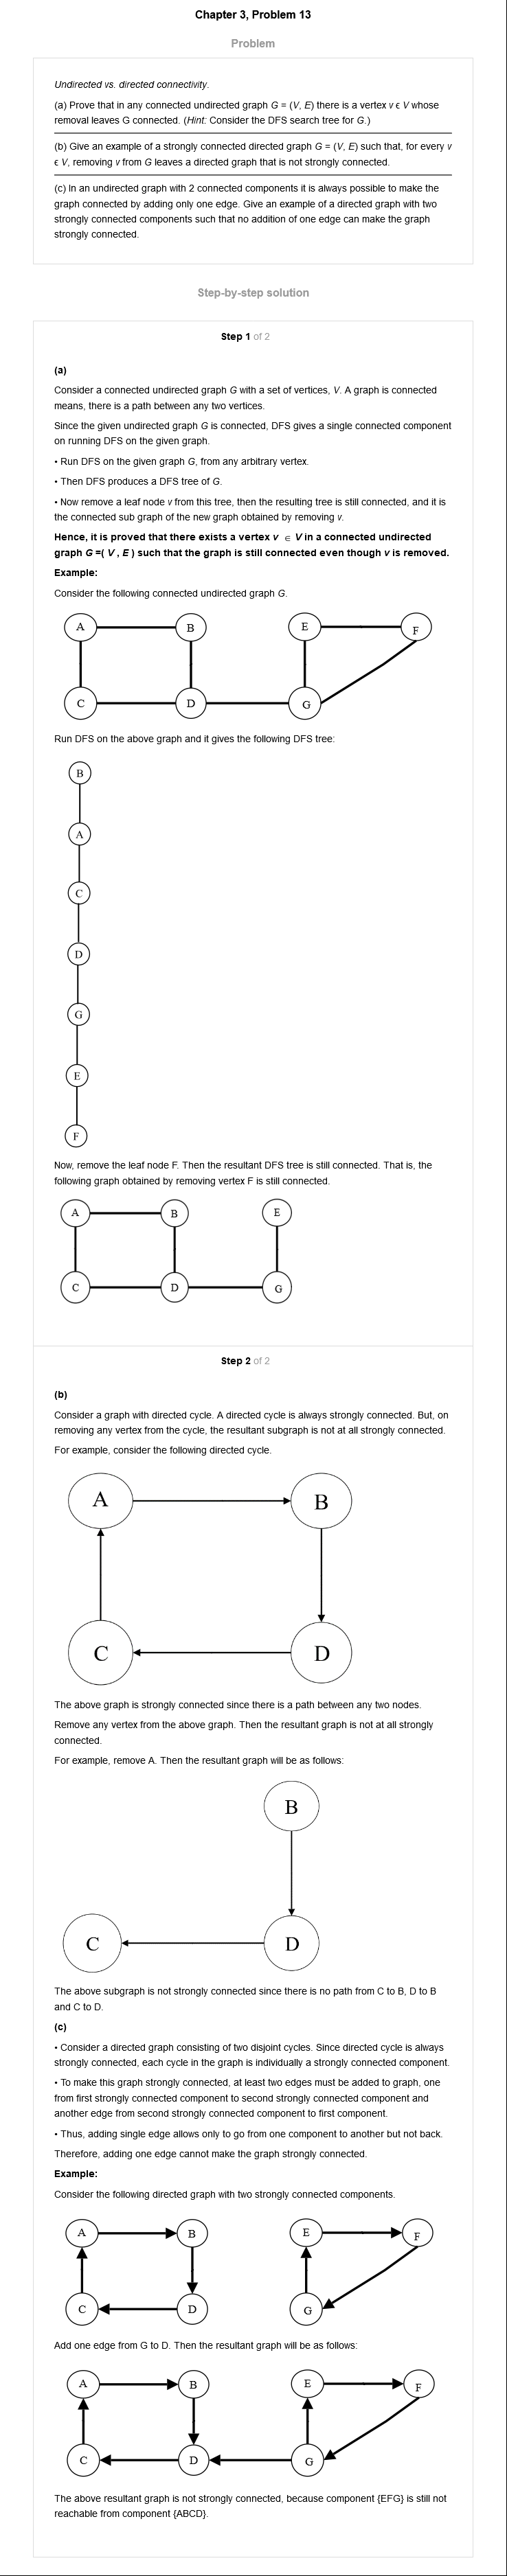 Chapter 3, Problem 13
Problem
Undirected vs. directed connectivity.
(a) Prove that in any connected undirected graph G = (V, E) there is a vertex v ϵ V whose
removal leaves G connected. (Hint: Consider the DFS search tree for G.)
(b) Give an example of a strongly connected directed graph G = (V, E) such that, for every v
ϵ V, removing v from G leaves a directed graph that is not strongly connected.
(c) In an undirected graph with 2 connected components it is always possible to make the
graph connected by adding only one edge. Give an example of a directed graph with two
strongly connected components such that no addition of one edge can make the graph
strongly connected.
Step-by-step solution
Step 1 of 2
(a)
Consider a connected undirected graph G with a set of vertices, V. A graph is connected
means, there is a path between any two vertices.
Since the given undirected graph G is connected, DFS gives a single connected component
on running DFS on the given graph.
• Run DFS on the given graph G, from any arbitrary vertex.
• Then DFS produces a DFS tree of G.
• Now remove a leaf node v from this tree, then the resulting tree is still connected, and it is
the connected sub graph of the new graph obtained by removing v.
Hence, it is proved that there exists a vertex v ∈ V in a connected undirected
graph G =( V , E ) such that the graph is still connected even though v is removed.
Example:
Consider the following connected undirected graph G.
A B E F
C D G
Run DFS on the above graph and it gives the following DFS tree:
B
A
C
D
G
E
F
Now, remove the leaf node F. Then the resultant DFS tree is still connected. That is, the
following graph obtained by removing vertex F is still connected.
A B E
C D G
Step 2 of 2
(b)
Consider a graph with directed cycle. A directed cycle is always strongly connected. But, on
removing any vertex from the cycle, the resultant subgraph is not at all strongly connected.
For example, consider the following directed cycle.
A B
C D
The above graph is strongly connected since there is a path between any two nodes.
Remove any vertex from the above graph. Then the resultant graph is not at all strongly
connected.
For example, remove A. Then the resultant graph will be as follows:
B
C D
The above subgraph is not strongly connected since there is no path from C to B, D to B
and C to D.
(c)
• Consider a directed graph consisting of two disjoint cycles. Since directed cycle is always
strongly connected, each cycle in the graph is individually a strongly connected component.
• To make this graph strongly connected, at least two edges must be added to graph, one
from first strongly connected component to second strongly connected component and
another edge from second strongly connected component to first component.
• Thus, adding single edge allows only to go from one component to another but not back.
Therefore, adding one edge cannot make the graph strongly connected.
Example:
Consider the following directed graph with two strongly connected components.
A B E F
C D G
Add one edge from G to D. Then the resultant graph will be as follows:
A B E F
C D G
The above resultant graph is not strongly connected, because component {EFG} is still not
reachable from component {ABCD}.